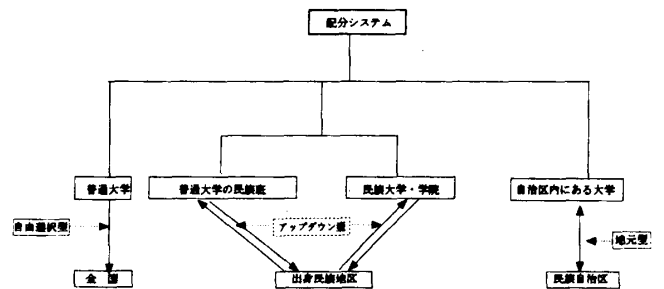 配分システム
普通大学
普通大学の民族班
民族大学・学院
自治区内にある大学
自由選択型
アップダウン型
地元型
全国
出身民族地区
民族自治区